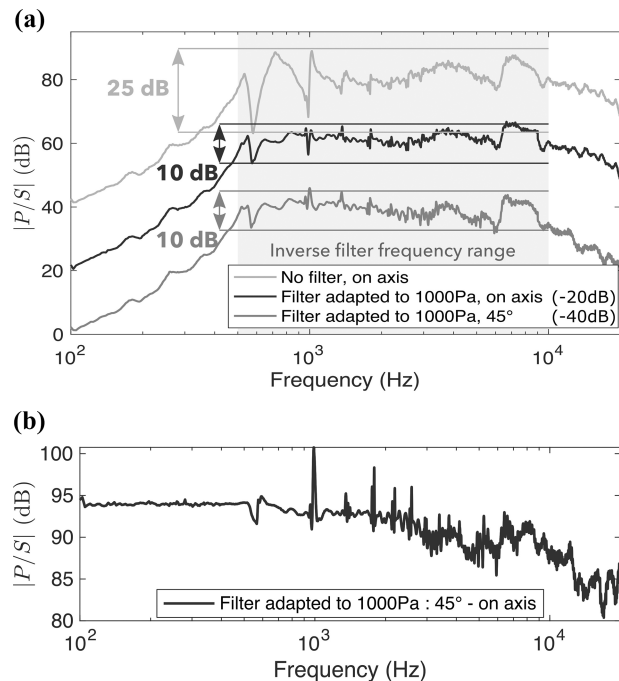 (a)
80
60
40
20
0
|P/S| (dB)
25 dB
10 dB
10 dB
Inverse filter frequency range
No filter, on axis
Filter adapted to 1000Pa, on axis (-20dB)
Filter adapted to 1000Pa, 45° (-40dB)
10²
10³
10⁴
Frequency (Hz)
(b)
100
95
90
85
80
|P/S| (dB)
Filter adapted to 1000Pa : 45° - on axis
10²
10³
10⁴
Frequency (Hz)